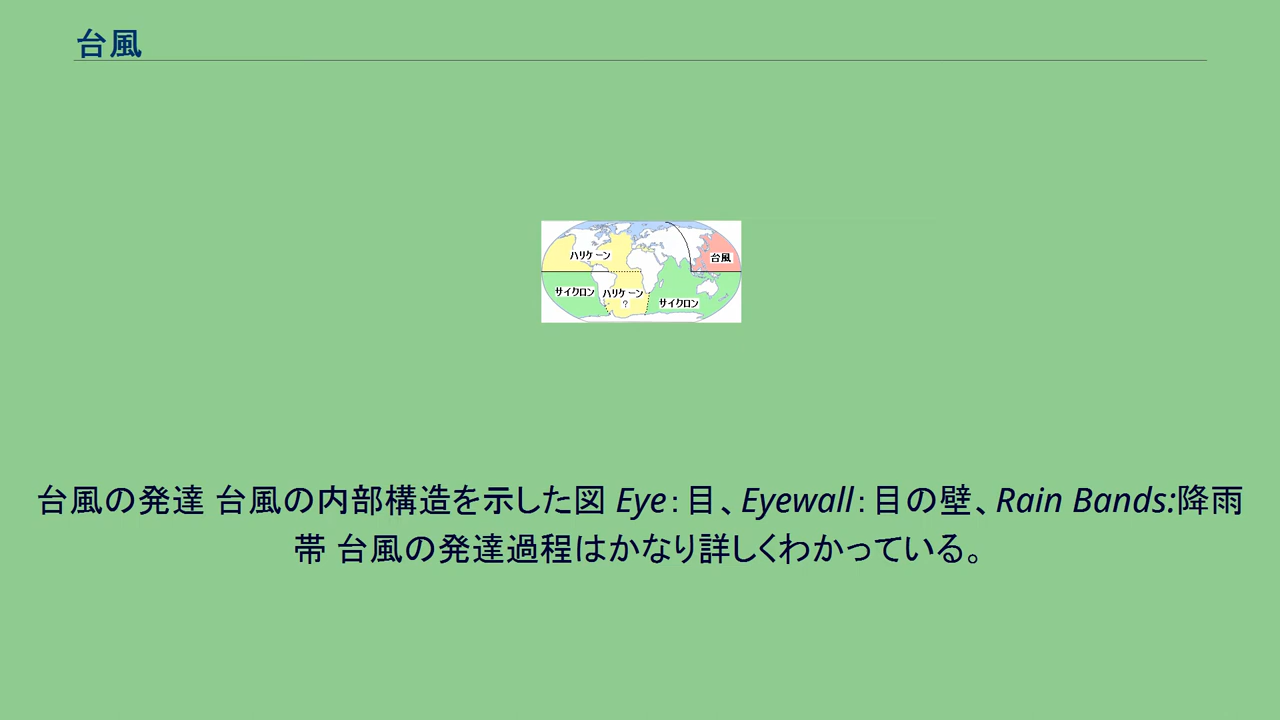 台風
ハリケーン
台風
サイクロン
ハリケーン
?
サイクロン
台風の発達 台風の内部構造を示した図 Eye：目、Eyewall：目の壁、Rain Bands:降雨
帯 台風の発達過程はかなり詳しくわかっている。